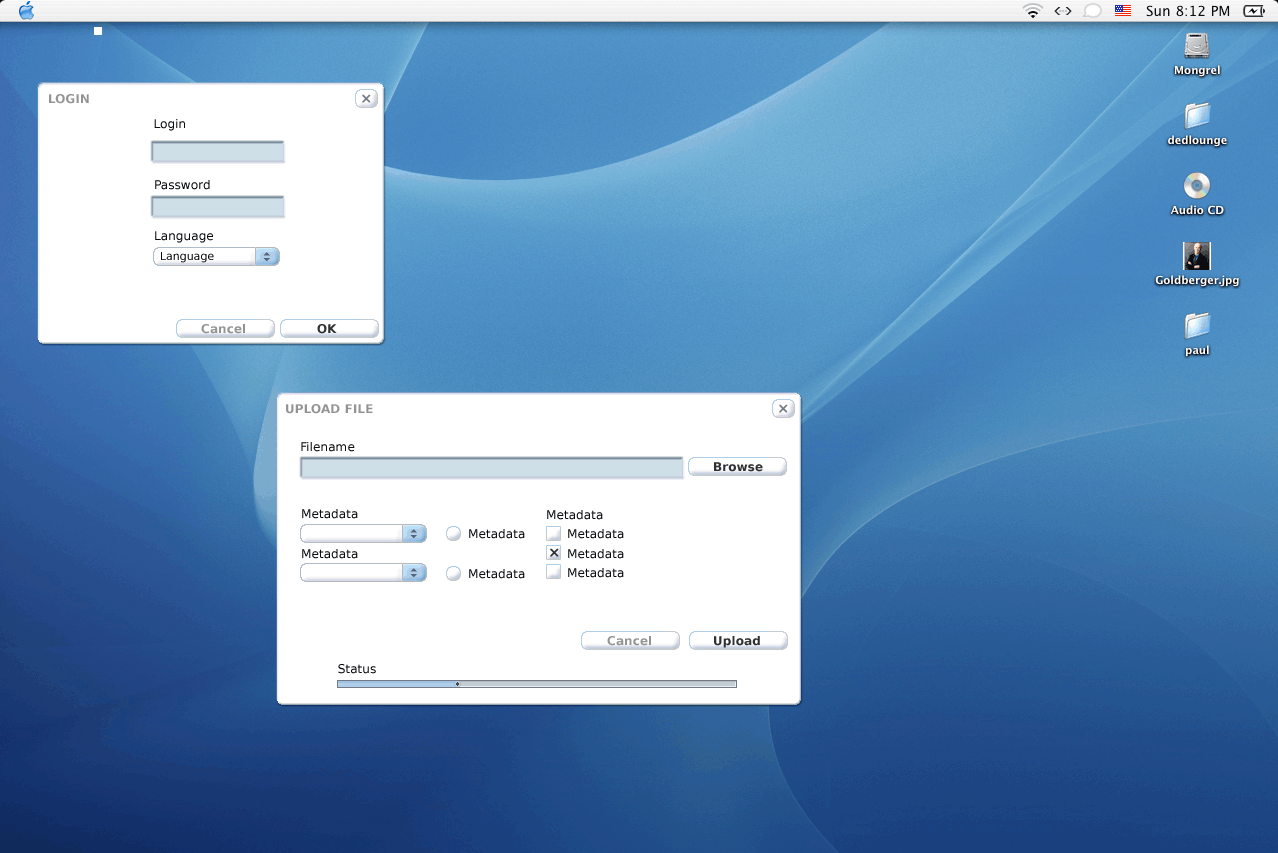 Sun 8:12 PM
Mongrel
dedlounge
Audio CD
Goldberger.jpg
paul
LOGIN
Login
Password
Language
Language
Cancel OK
UPLOAD FILE
Filename
Browse
Metadata Metadata
Metadata Metadata
Metadata Metadata
Metadata Metadata
Cancel Upload
Status